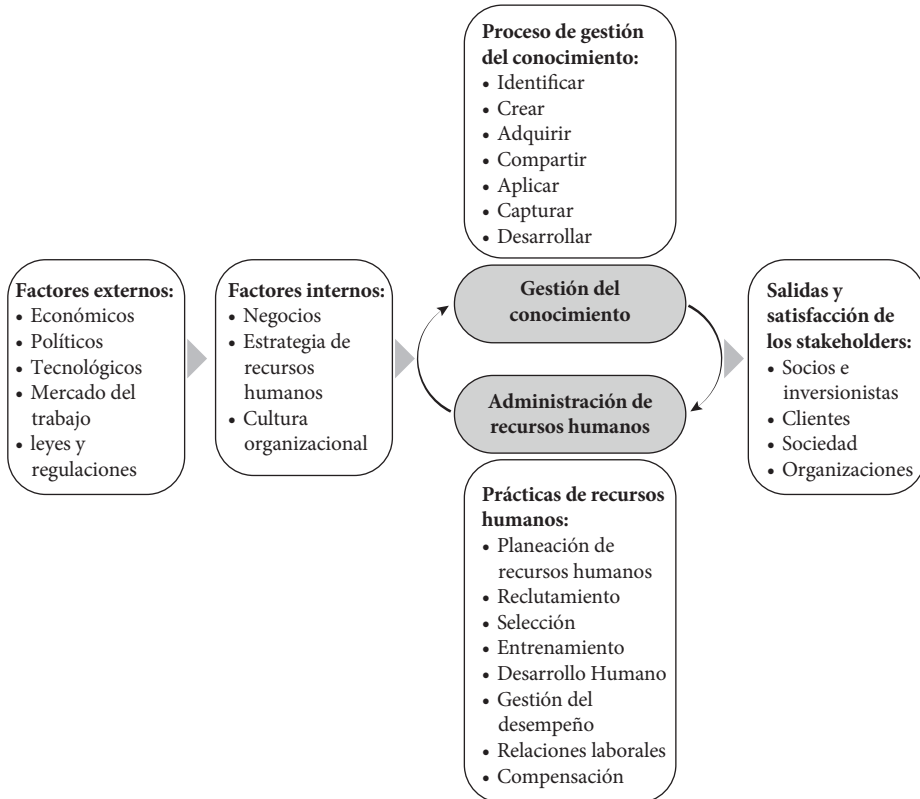 Proceso de gestión
del conocimiento:
• Identificar
• Crear
• Adquirir
• Compartir
• Aplicar
• Capturar
• Desarrollar
Factores externos:
• Económicos
• Políticos
• Tecnológicos
• Mercado del
trabajo
• leyes y
regulaciones
Factores internos:
• Negocios
• Estrategia de
recursos
humanos
• Cultura
organizacional
Gestión del
conocimiento
Administración de
recursos humanos
Salidas y
satisfacción de
los stakeholders:
• Socios e
inversionistas
• Clientes
• Sociedad
• Organizaciones
Prácticas de recursos
humanos:
• Planeación de
recursos humanos
• Reclutamiento
• Selección
• Entrenamiento
• Desarrollo Humano
• Gestión del
desempeño
• Relaciones laborales
• Compensación